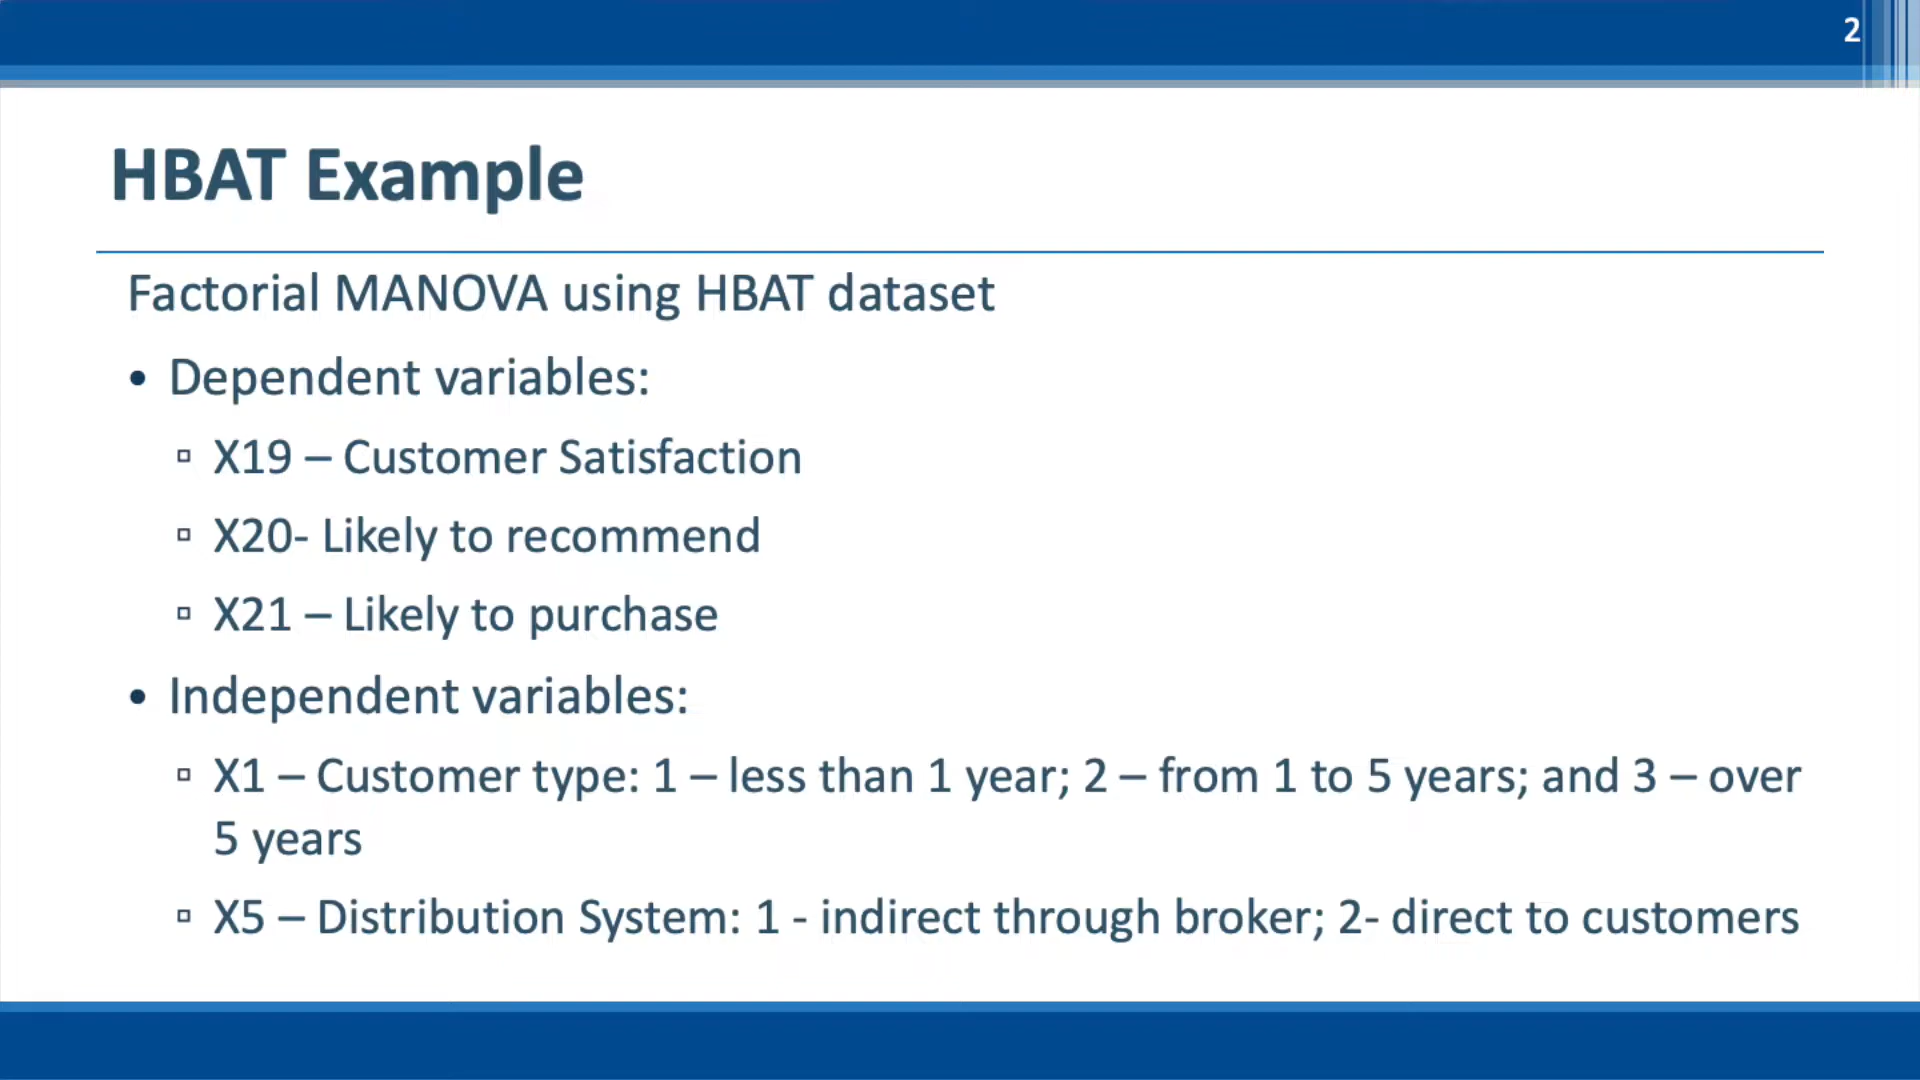 2
HBAT Example
Factorial MANOVA using HBAT dataset
• Dependent variables:
▫ X19 – Customer Satisfaction
▫ X20- Likely to recommend
▫ X21 – Likely to purchase
• Independent variables:
▫ X1 – Customer type: 1 – less than 1 year; 2 – from 1 to 5 years; and 3 – over
5 years
▫ X5 – Distribution System: 1 - indirect through broker; 2- direct to customers